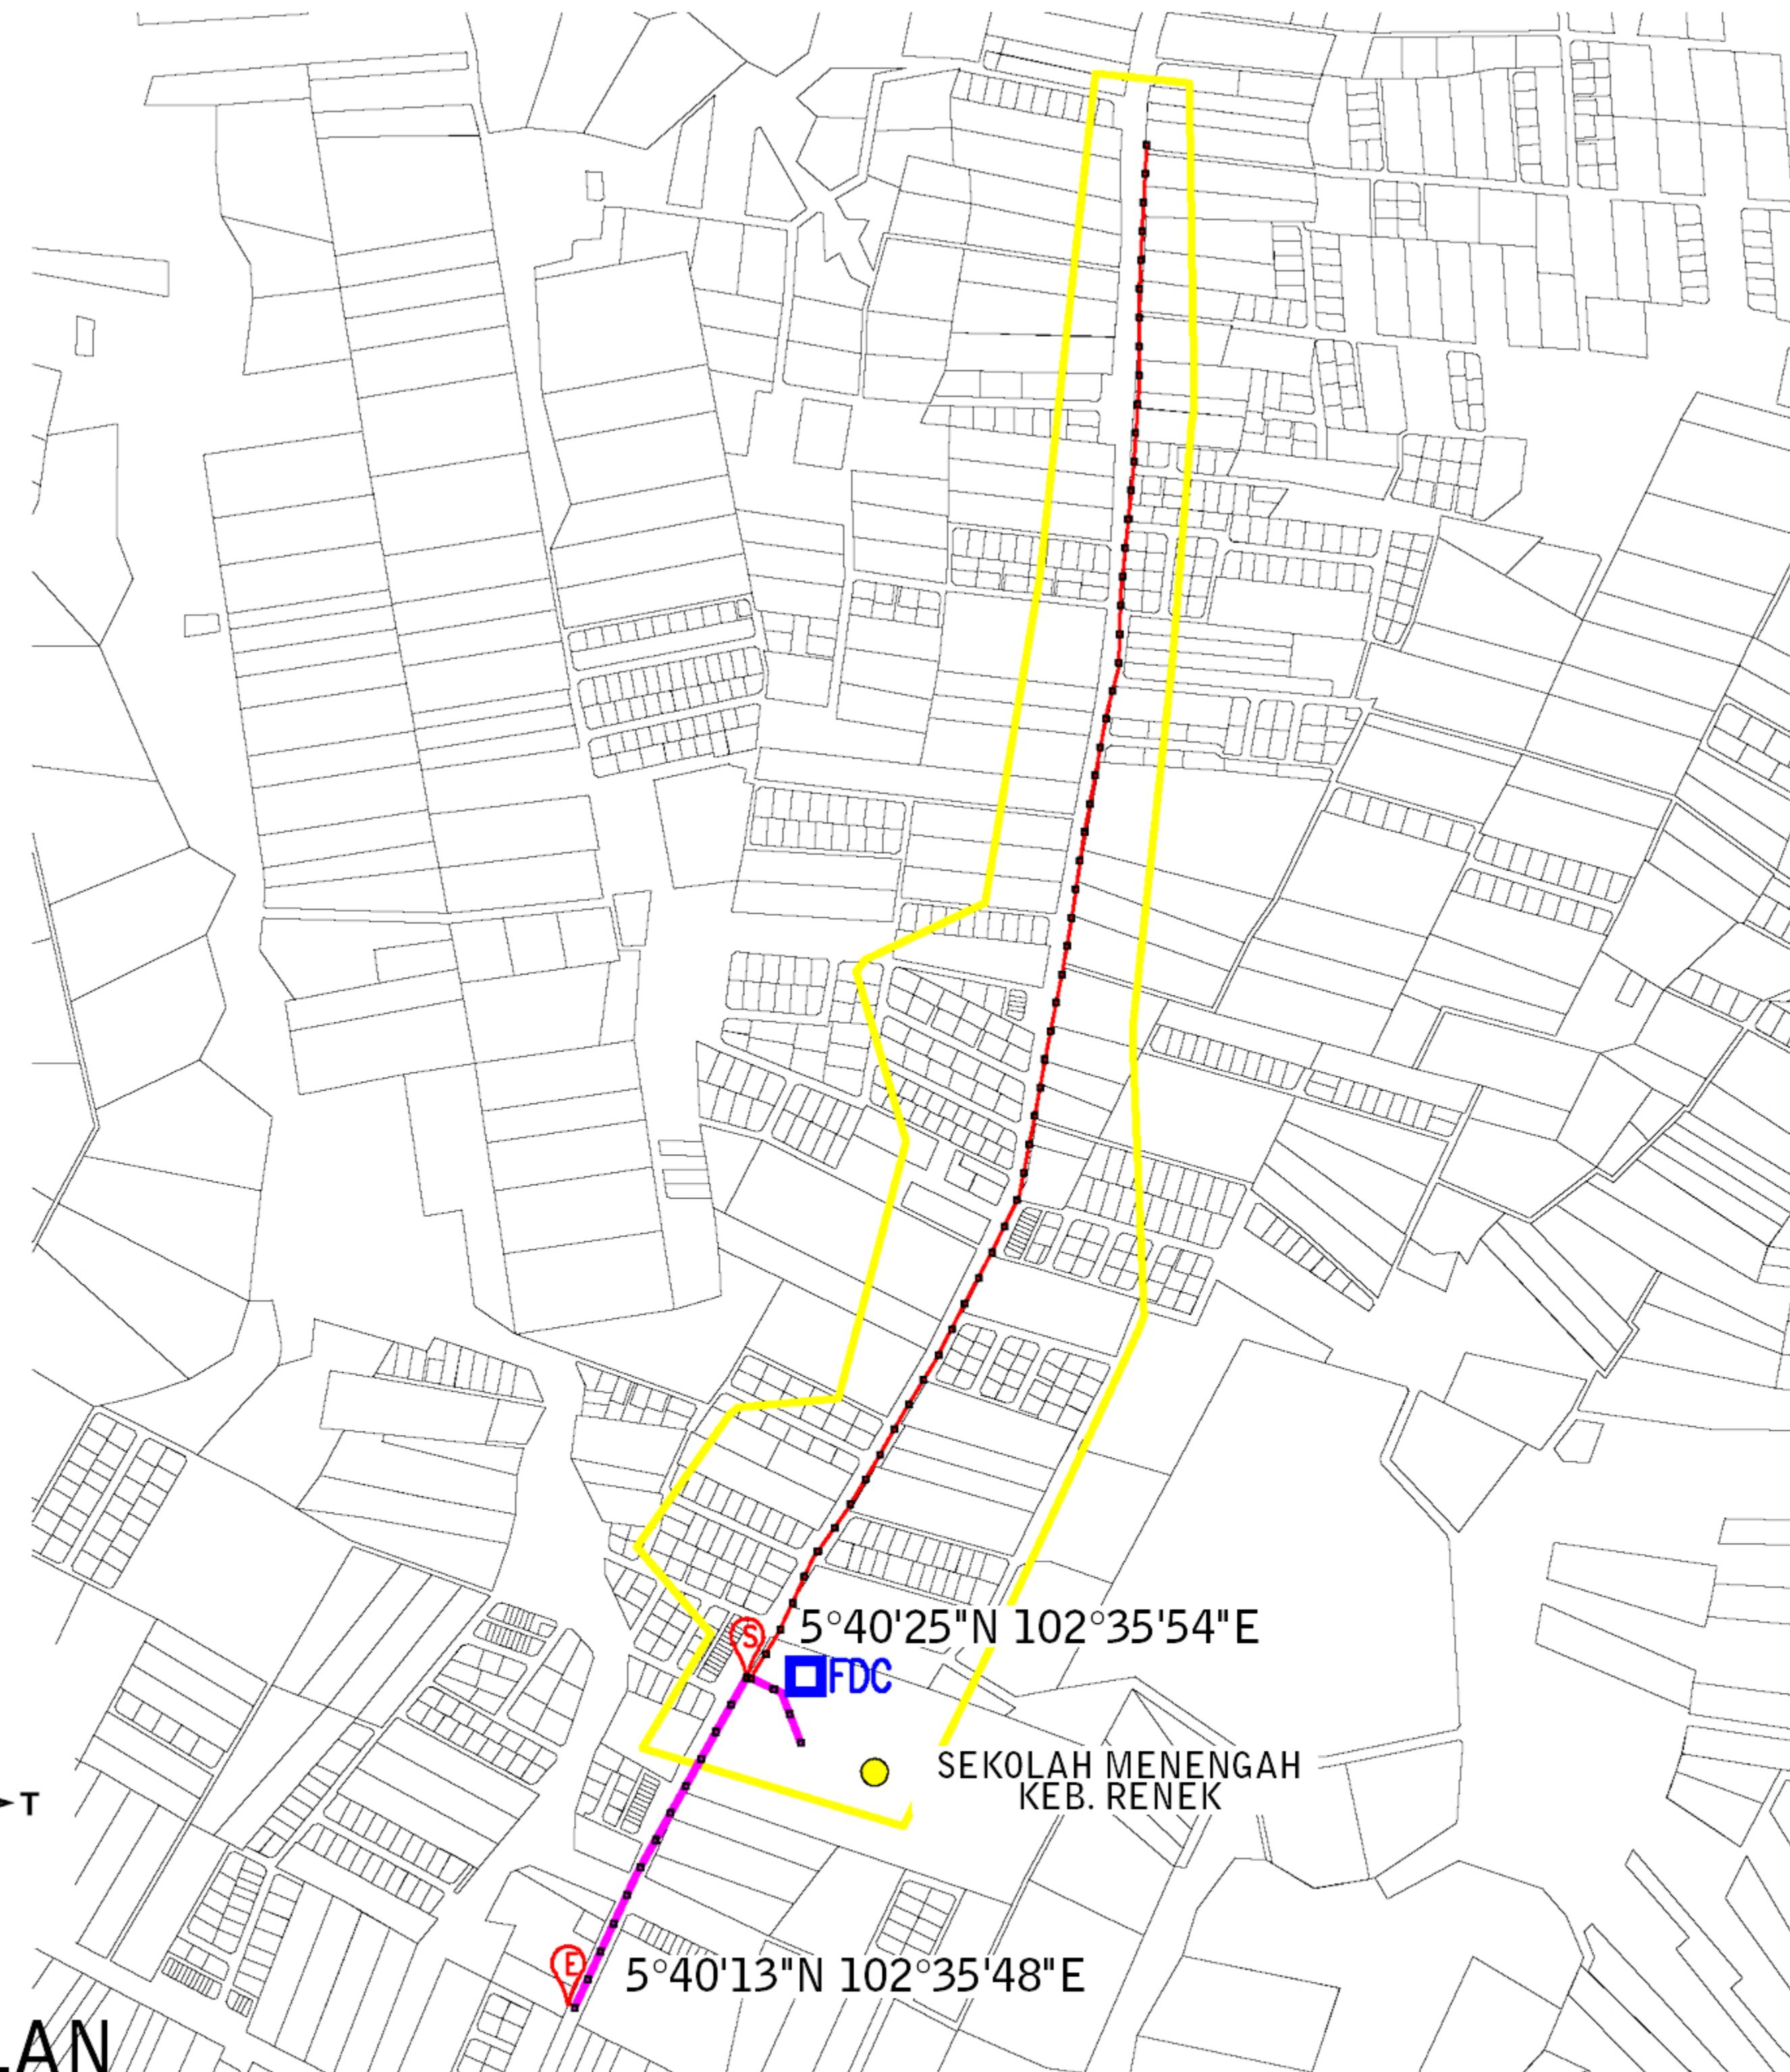 S
5°40'25"N 102°35'54"E
FDC
SEKOLAH MENENGAH
KEB. RENEK
T
E
5°40'13"N 102°35'48"E
LAN